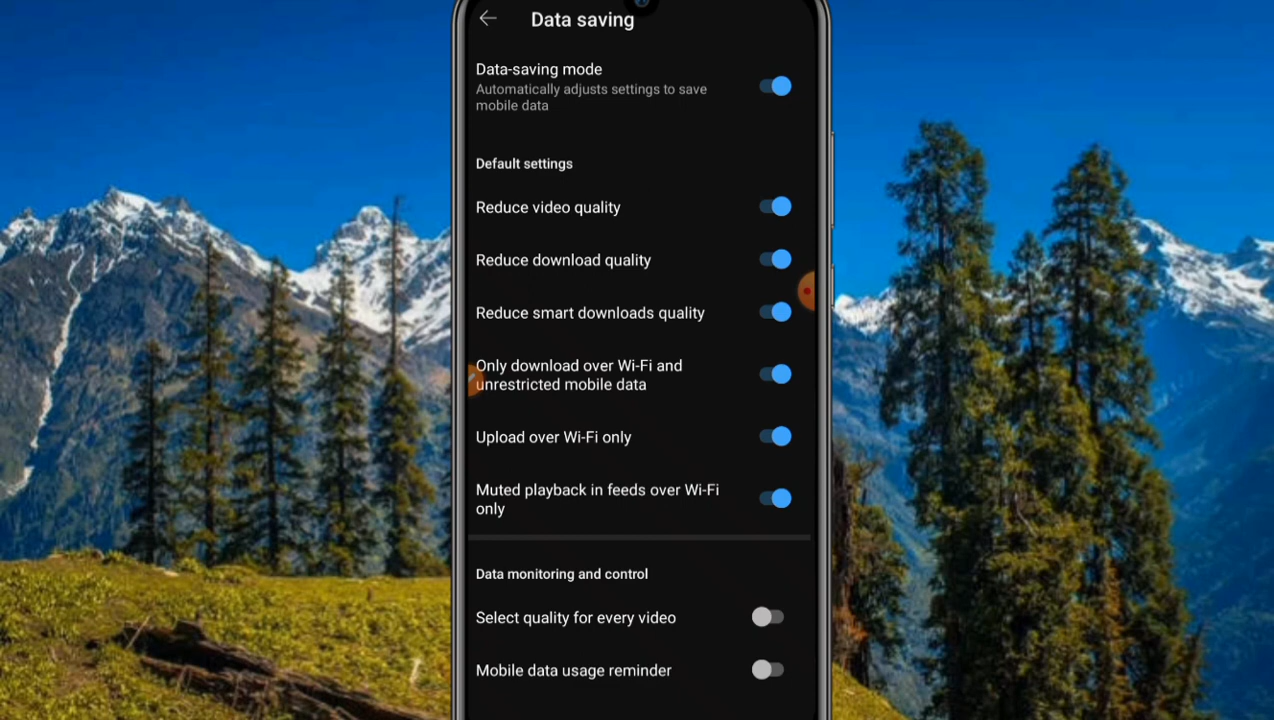 Data saving
Data-saving mode
Automatically adjusts settings to save
mobile data
Default settings
Reduce video quality
Reduce download quality
Reduce smart downloads quality
Only download over Wi-Fi and
unrestricted mobile data
Upload over Wi-Fi only
Muted playback in feeds over Wi-Fi
only
Data monitoring and control
Select quality for every video
Mobile data usage reminder